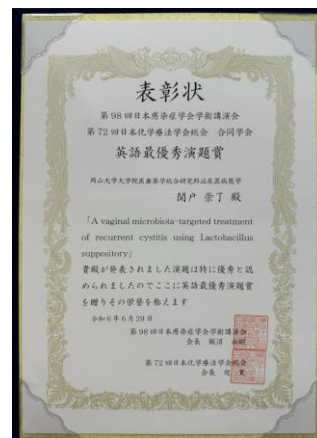 表彰状
第98回日本感染症学会学術講演会
第72回日本化学療法学会総会 合同学会
英語最優秀演題賞
岡山大学大学院医歯薬学総合研究科泌尿器病態学
関戸 崇了 殿
「A vaginal microbiota-targeted treatment
of recurrent cystitis using Lactobacillus
suppository」
貴殿が発表されました演題は特に優秀と認
められましたのでここに英語最優秀演題賞
を贈りその栄誉を称えます
令和6年6月29日
第98回日本感染症学会学術講演会
会長 飯沼
第72回日本化学療法学会総会
会長